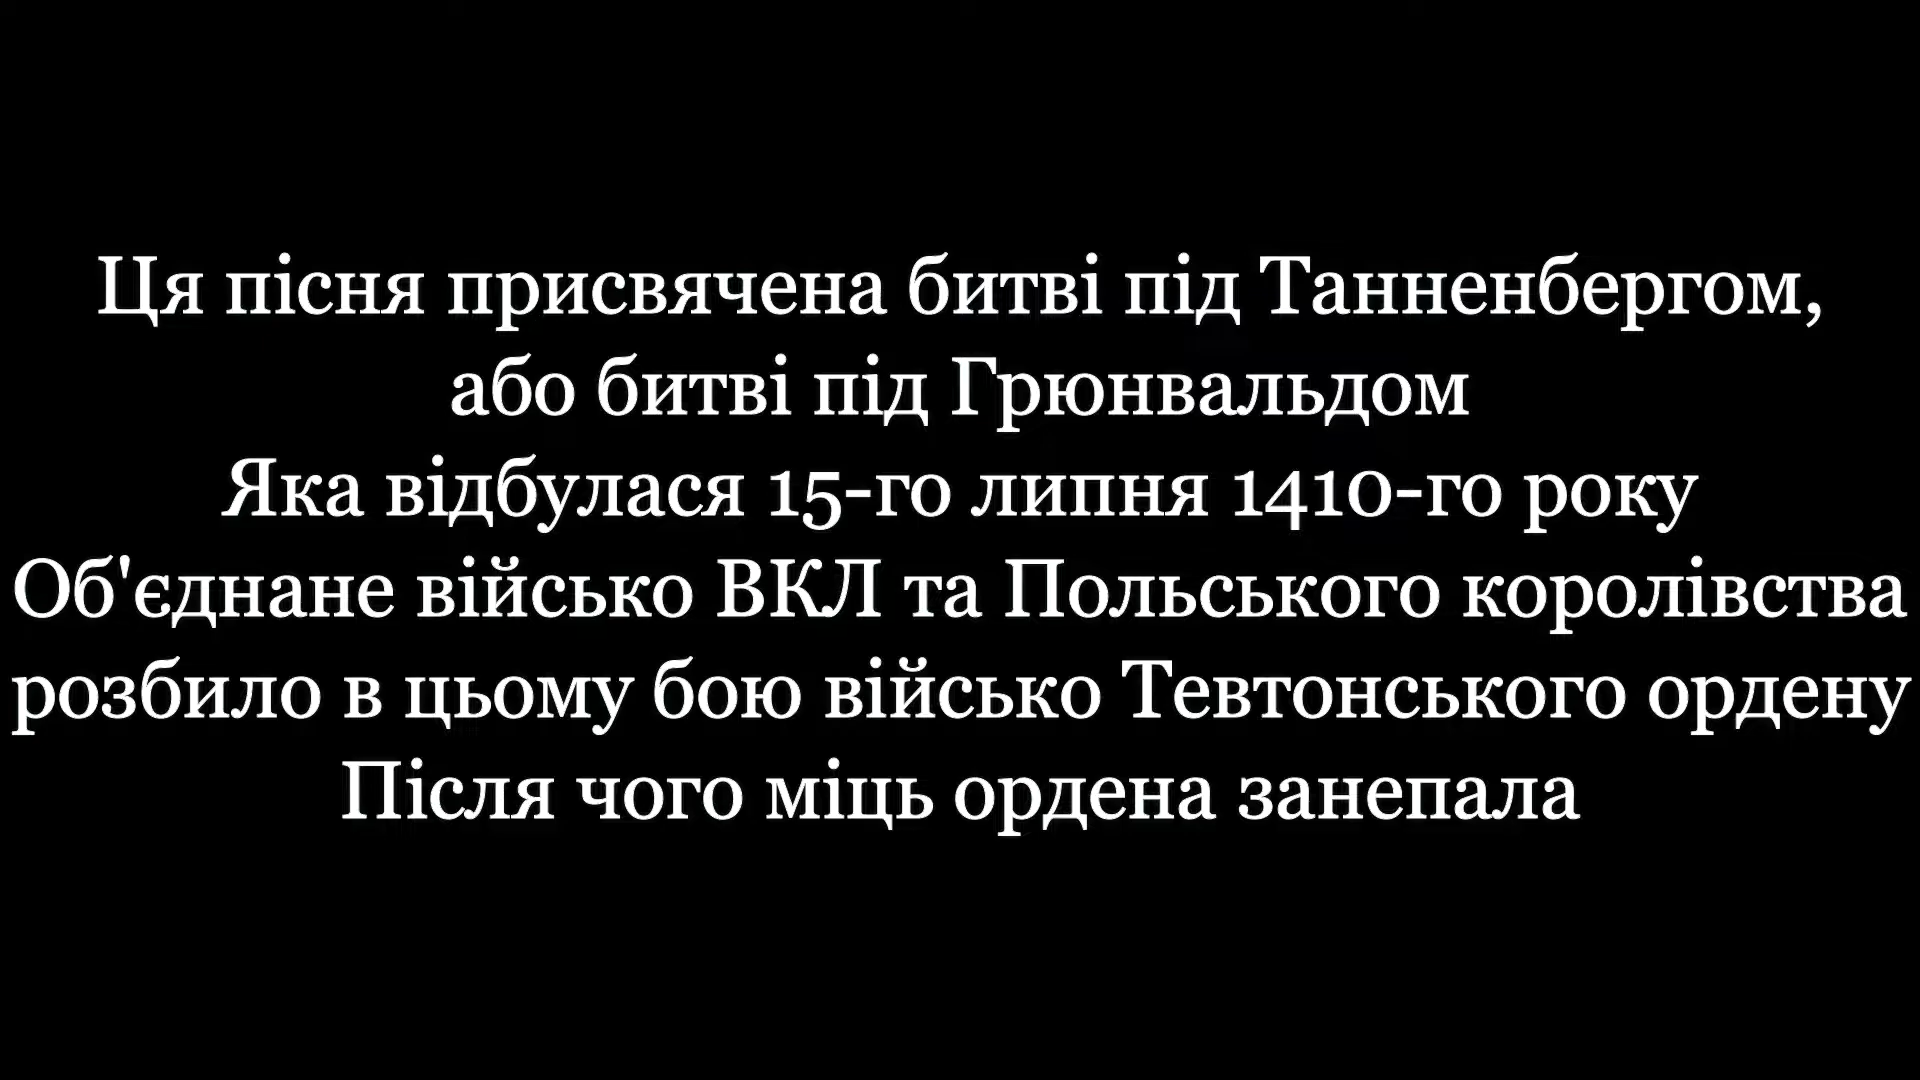 Ця пісня присвячена битві під Танненбергом,
або битві під Грюнвальдом
Яка відбулася 15-го липня 1410-го року
Об'єднане військо ВКЛ та Польського королівства
розбило в цьому бою військо Тевтонського ордену
Після чого міць ордена занепала